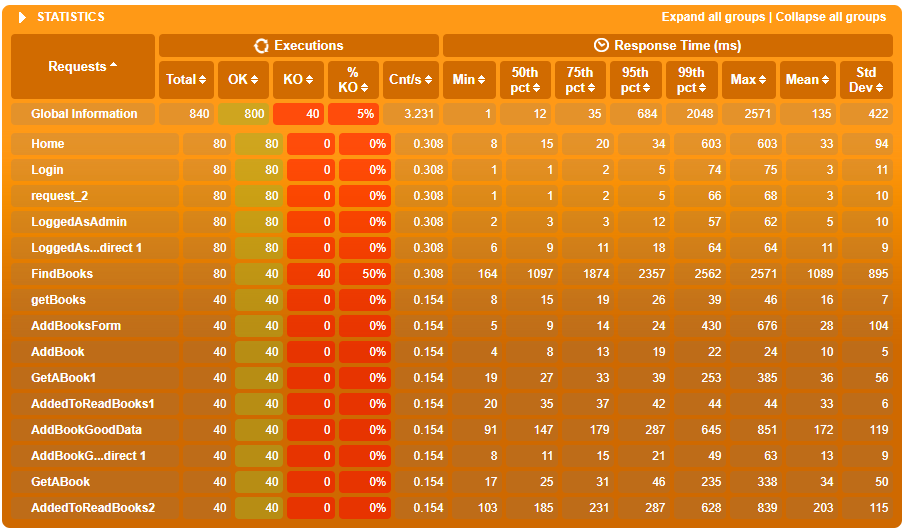 STATISTICS Expand all groups | Collapse all groups
Requests Executions Response Time (ms)
Total OK KO % KO Cnt/s Min 50th pct 75th pct 95th pct 99th pct Max Mean Std Dev
Global Information 840 800 40 5% 3.231 1 12 35 684 2048 2571 135 422
Home 80 80 0 0% 0.308 8 15 20 34 603 603 33 94
Login 80 80 0 0% 0.308 1 1 2 5 74 75 3 11
request_2 80 80 0 0% 0.308 1 1 2 5 66 68 3 10
LoggedAsAdmin 80 80 0 0% 0.308 2 3 3 12 57 62 5 10
LoggedAs...direct 1 80 80 0 0% 0.308 6 9 11 18 64 64 11 9
FindBooks 80 40 40 50% 0.308 164 1097 1874 2357 2562 2571 1089 895
getBooks 40 40 0 0% 0.154 8 15 19 26 39 46 16 7
AddBooksForm 40 40 0 0% 0.154 5 9 14 24 430 676 28 104
AddBook 40 40 0 0% 0.154 4 8 13 19 22 24 10 5
GetABook1 40 40 0 0% 0.154 19 27 33 39 253 385 36 56
AddedToReadBooks1 40 40 0 0% 0.154 20 35 37 42 44 44 33 6
AddBookGoodData 40 40 0 0% 0.154 91 147 179 287 645 851 172 119
AddBookG...direct 1 40 40 0 0% 0.154 8 11 15 21 49 63 13 9
GetABook 40 40 0 0% 0.154 17 25 31 46 235 338 34 50
AddedToReadBooks2 40 40 0 0% 0.154 103 185 231 287 628 839 203 115